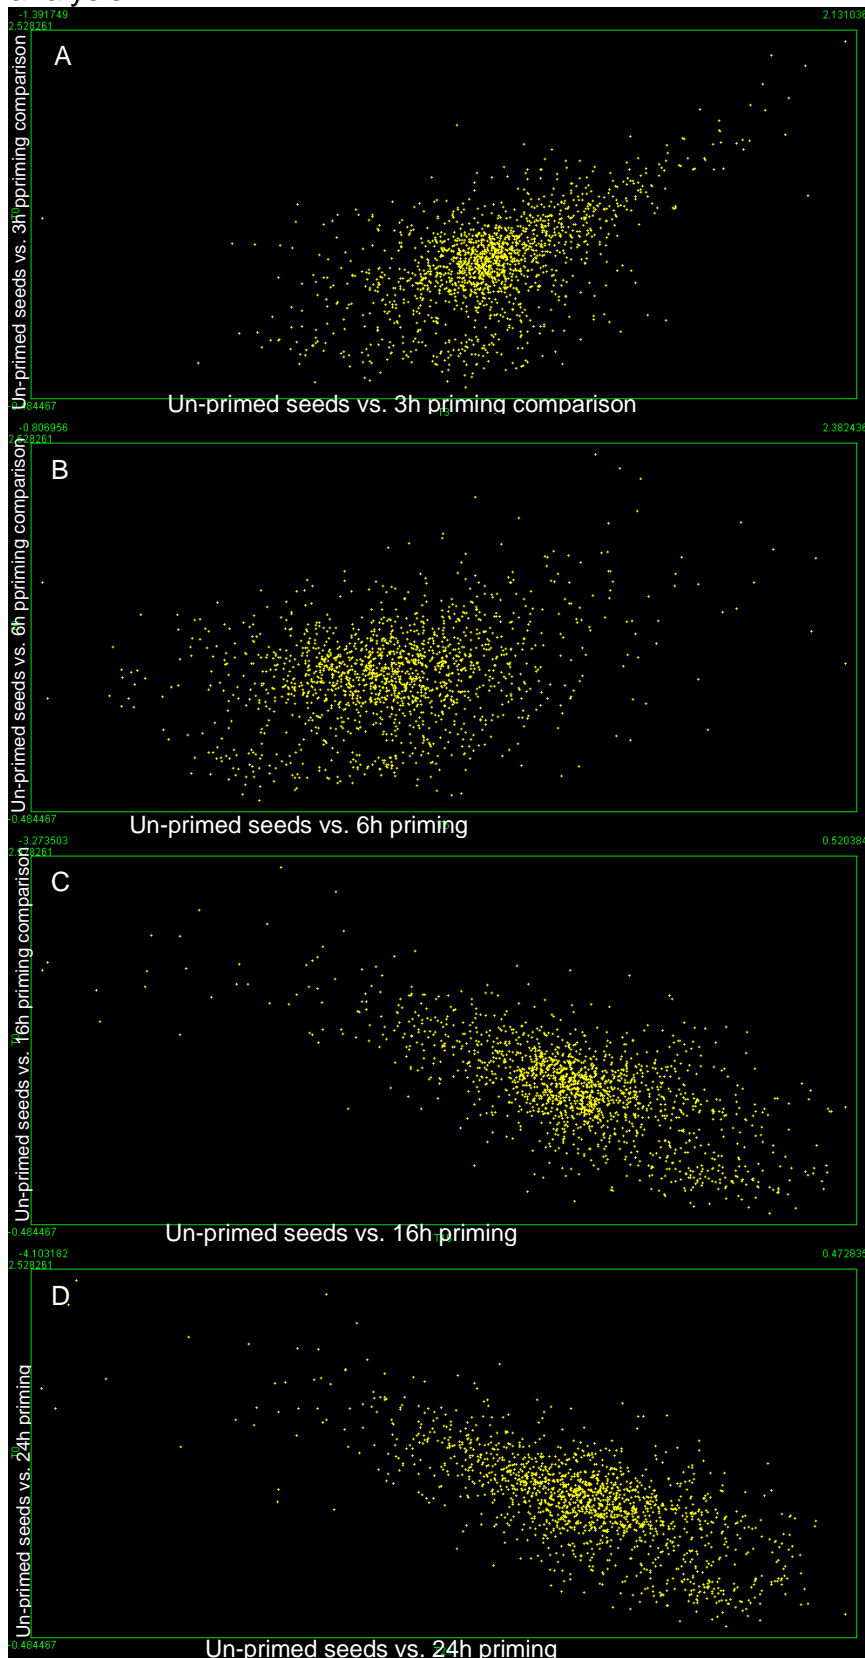 -1.391749 2.131038
2.528261
A
Un-primed seeds vs. 3h ppriming comparison
T0
-0.484467
Un-primed seeds vs. 3h priming comparison
T3
-0.806956 2.382436
2.528261
B
Un-primed seeds vs. 6h ppriming comparison
-0.484467
Un-primed seeds vs. 6h priming
-3.273503 0.520384
2.528261
C
Un-primed seeds vs. 16h priming comparison
T0
-0.484467
Un-primed seeds vs. 16h priming
-4.103182 0.472835
2.528261
D
Un-primed seeds vs. 24h priming
T0
-0.484467
Un-primed seeds vs. 24h priming